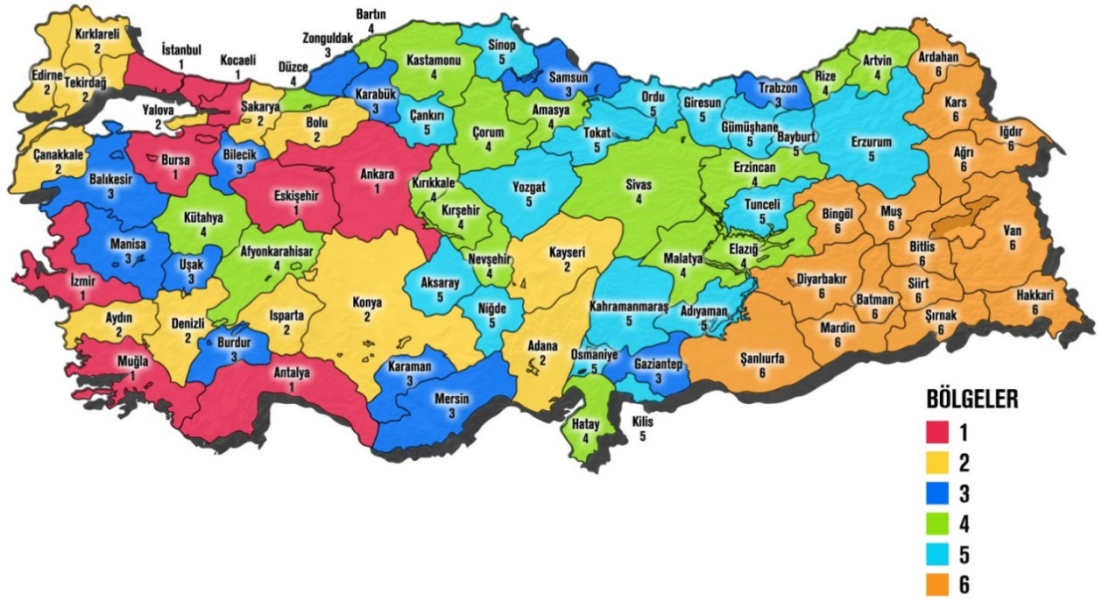 Bartın
4
Kırklareli
2
Zonguldak
3
Sinop
5
İstanbul
1
Kocaeli
1
Kastamonu
4
Düzce
4
Edirne
2
Tekirdağ
2
Samsun
3
Artvin
4
Ardahan
6
Rize
4
Trabzon
3
Karabük
3
Yalova
2
Sakarya
2
Bolu
2
Çankırı
5
Amasya
4
Ordu
5
Giresun
5
Kars
6
Çorum
4
Tokat
5
Gümüşhane
5
Bayburt
5
Iğdır
6
Erzurum
5
Çanakkale
2
Bursa
1
Bilecik
3
Ağrı
6
Erzincan
4
Balıkesir
3
Ankara
1
Eskişehir
1
Kırıkkale
4
Yozgat
5
Sivas
4
Tunceli
5
Kütahya
4
Kırşehir
4
Bingöl
6
Muş
6
Van
6
Manisa
3
Afyonkarahisar
4
Uşak
3
Nevşehir
4
Kayseri
2
Malatya
4
Elazığ
4
Bitlis
6
İzmir
1
Aksaray
5
4
Diyarbakır
6
Siirt
6
Batman
6
Hakkari
6
Konya
2
Niğde
5
Kahramanmaraş
5
Adıyaman
5
Şırnak
6
Mardin
6
Aydın
2
Denizli
2
Isparta
2
Burdur
3
Adana
2
Osmaniye
5
Gaziantep
3
Şanlıurfa
6
Muğla
1
Antalya
1
Karaman
3
Mersin
3
Hatay
4
Kilis
5
BÖLGELER
1
2
3
4
5
6